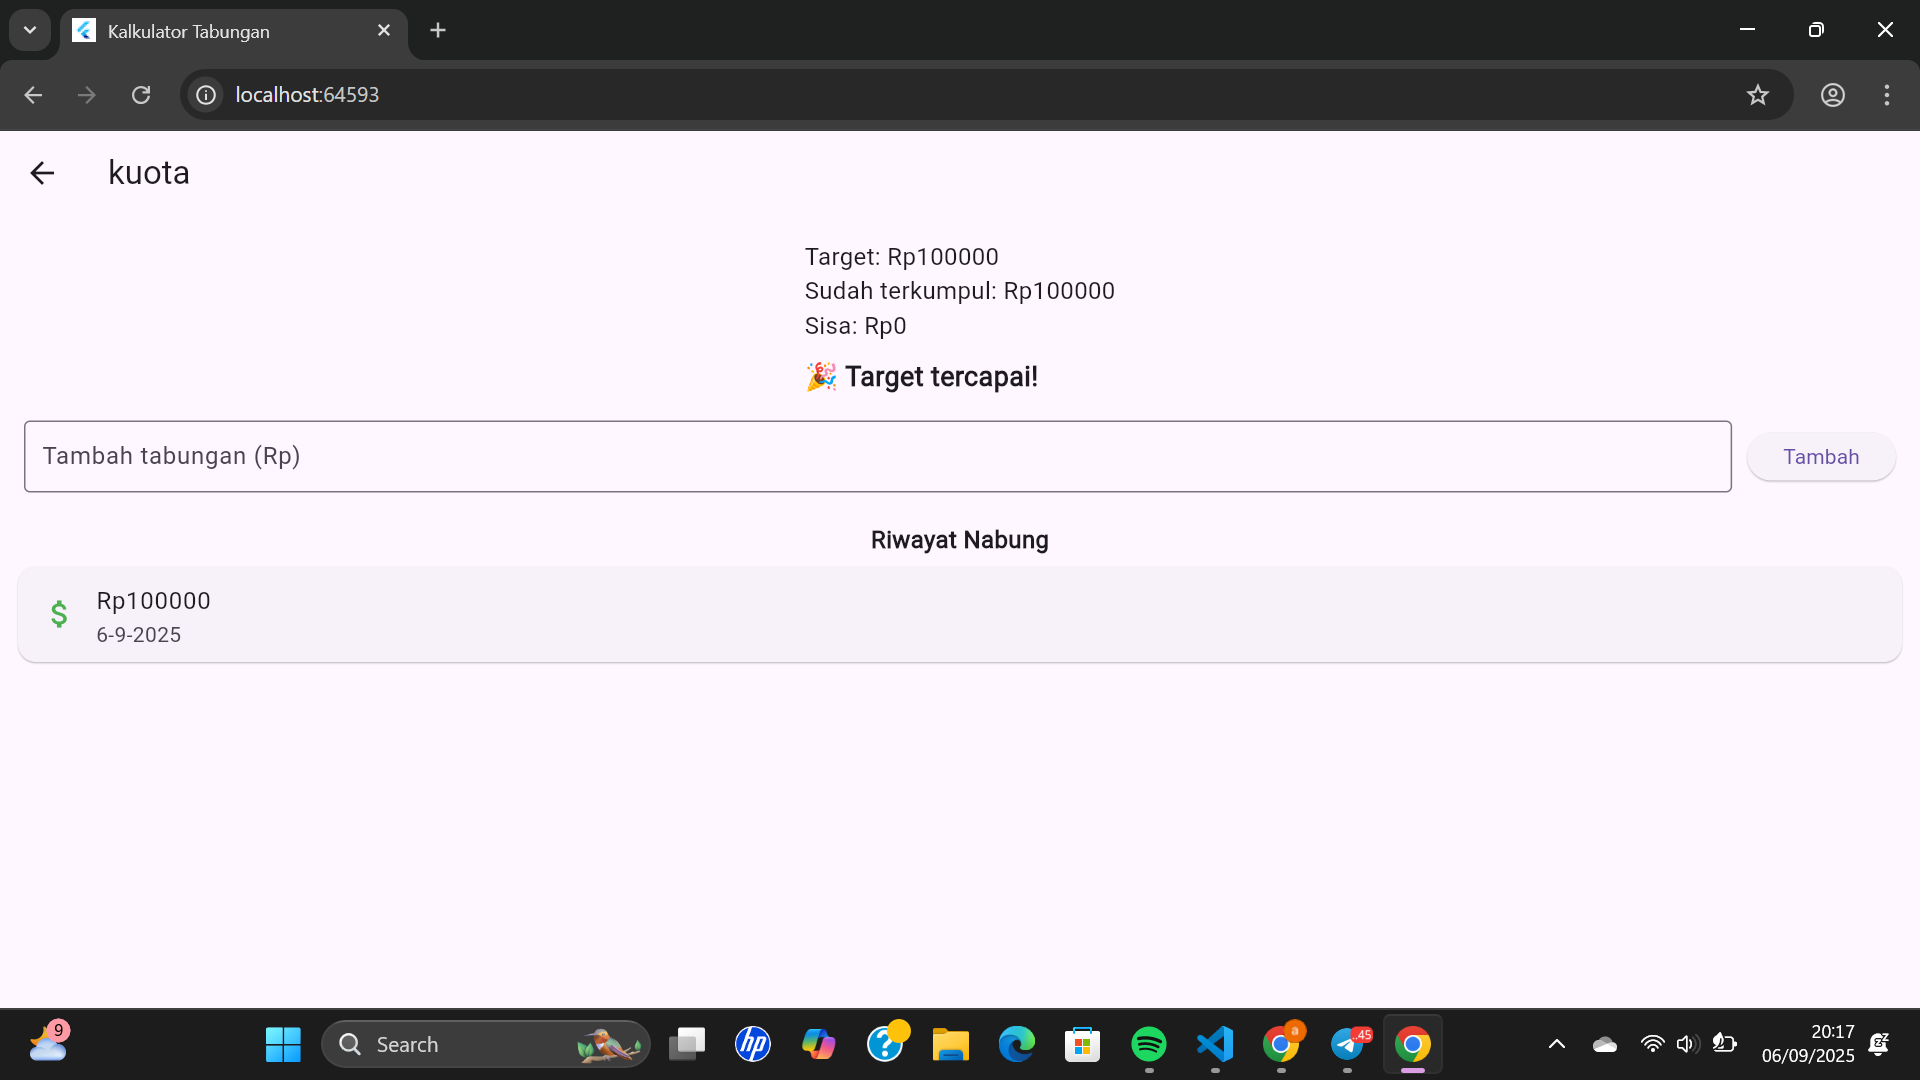 Kalkulator Tabungan
localhost:64593
kuota
Target: Rp100000
Sudah terkumpul: Rp100000
Sisa: Rp0
🎉 Target tercapai!
Tambah tabungan (Rp)
Tambah
Riwayat Nabung
$
Rp100000
6-9-2025
9
Search
hp
?
a
..45
20:17
06/09/2025